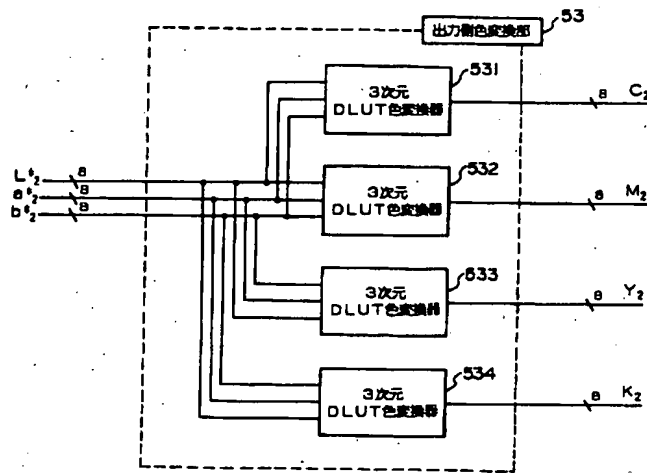 出力側色変換部 53
531
3次元
DLUT色変換器
8 C₂
L*₂ 8
a*₂ 8
b*₂ 8
532
3次元
DLUT色変換器
8 M₂
533
3次元
DLUT色変換器
8 Y₂
534
3次元
DLUT色変換器
8 K₂